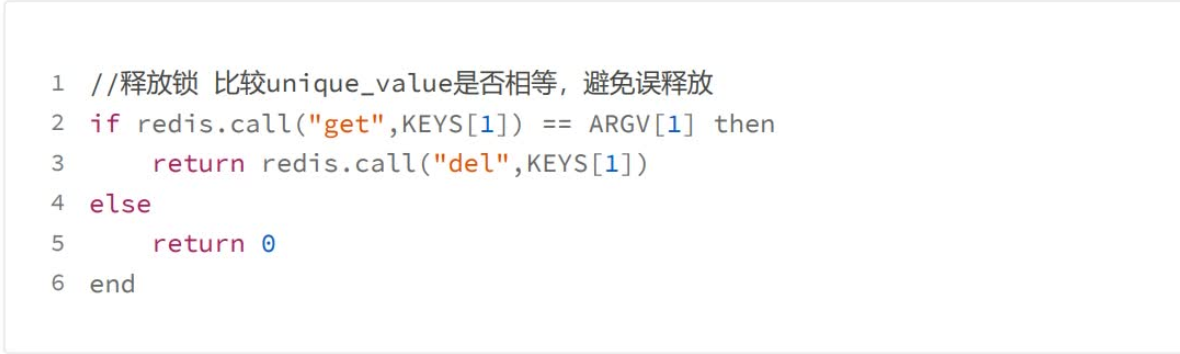 1 //释放锁 比较unique_value是否相等，避免误释放
2 if redis.call("get",KEYS[1]) == ARGV[1] then
3     return redis.call("del",KEYS[1])
4 else
5     return 0
6 end